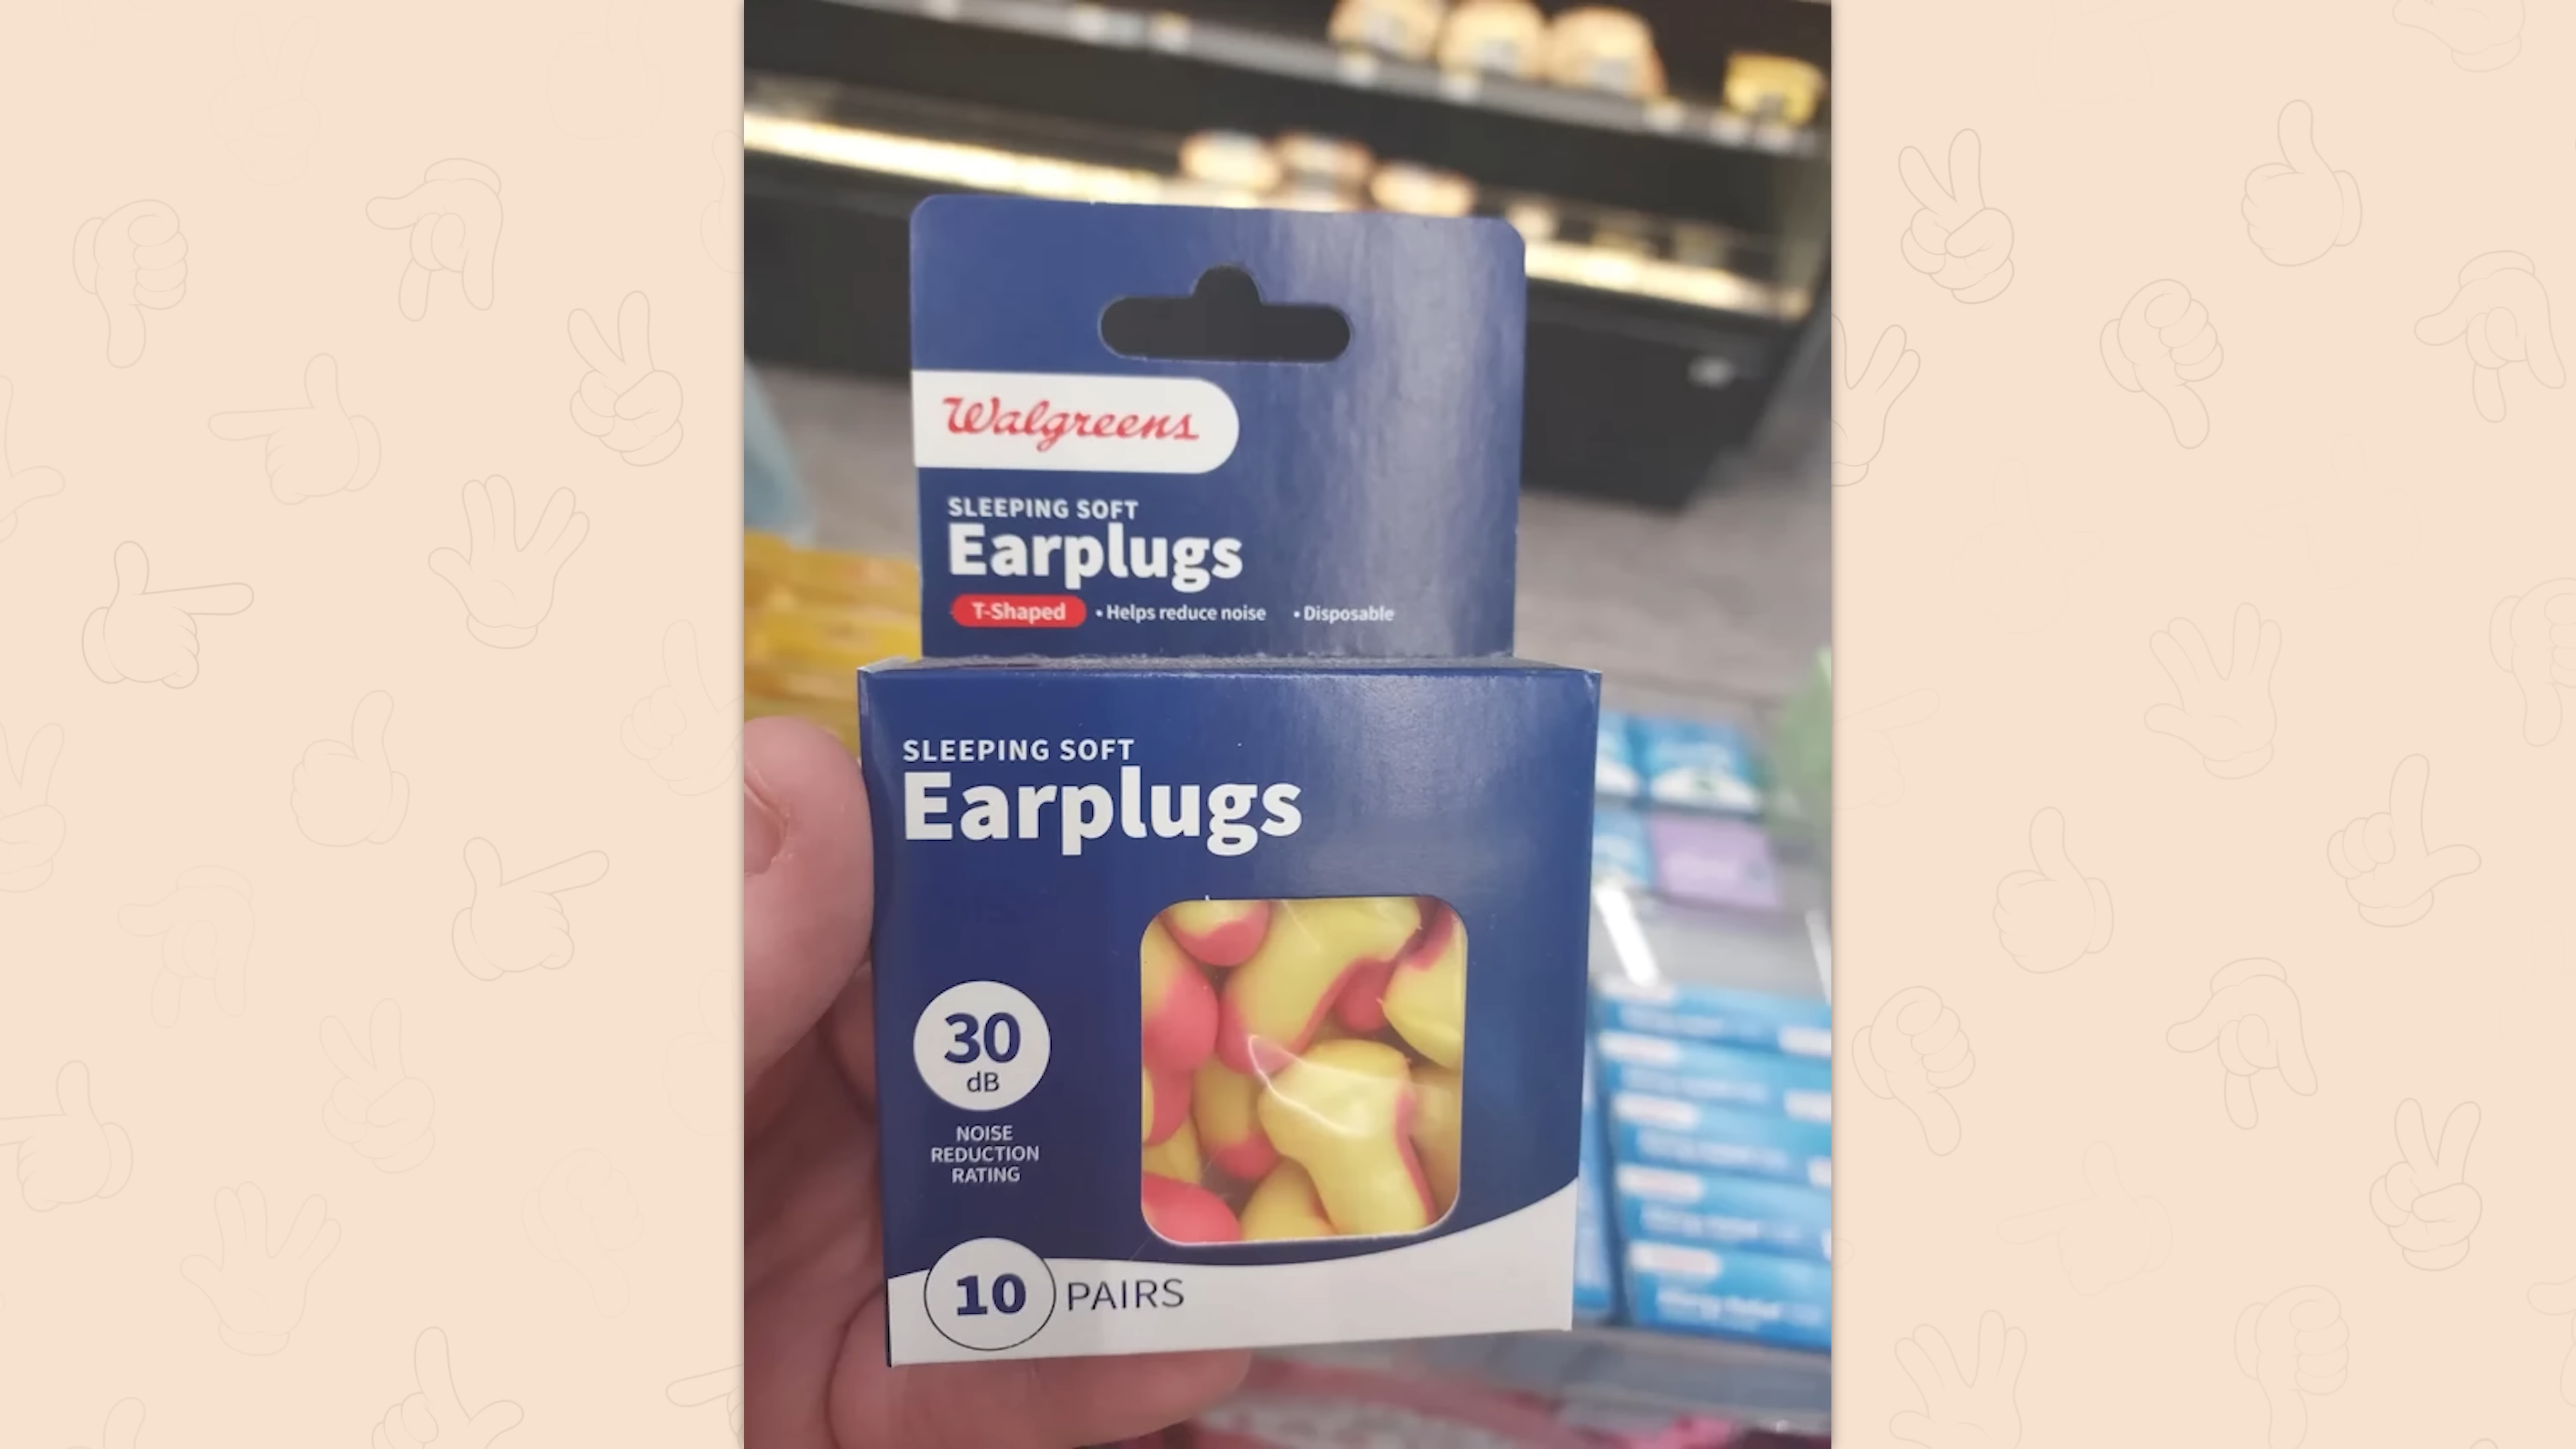 Walgreens
SLEEPING SOFT
Earplugs
T-Shaped • Helps reduce noise • Disposable
SLEEPING SOFT
Earplugs
30
dB
NOISE
REDUCTION
RATING
10 PAIRS